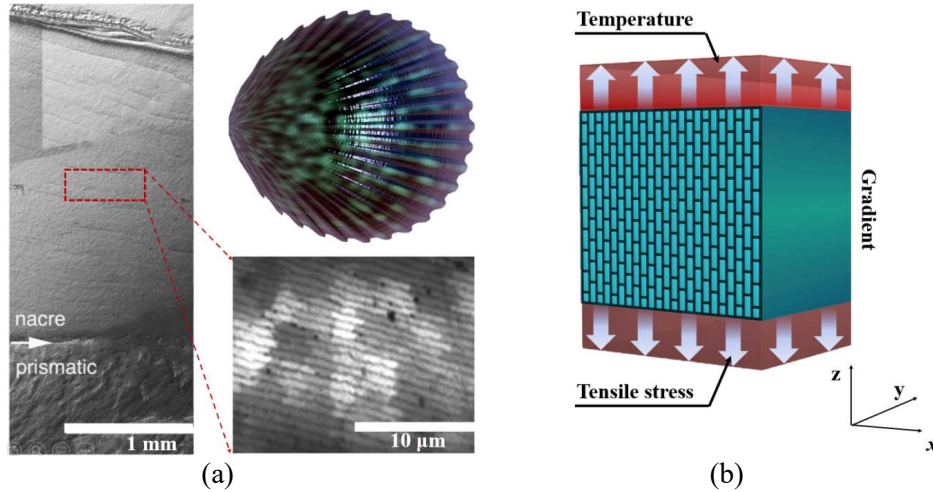 nacre
prismatic
1 mm
10 µm
(a)
Temperature
Gradient
Tensile stress
z
y
x
(b)